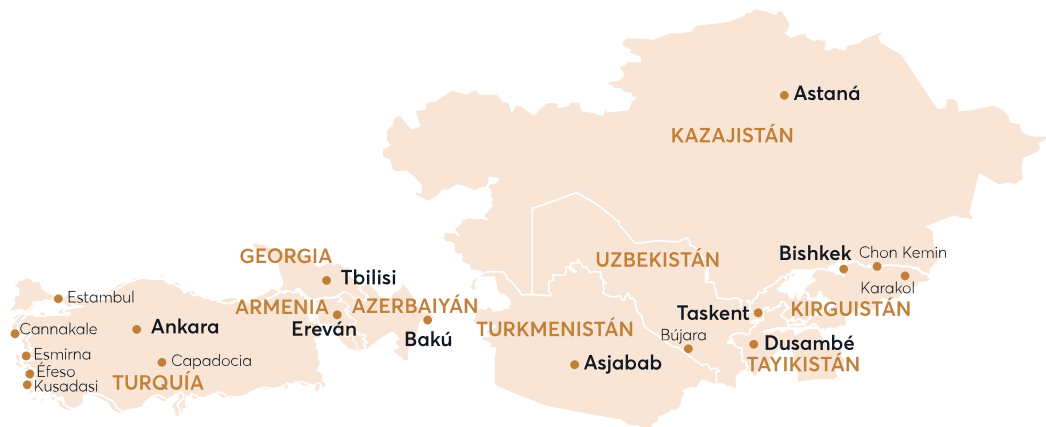 Astaná
KAZAJISTÁN
GEORGIA
UZBEKISTÁN
Bishkek
Chon Kemin
Tbilisi
Karakol
Estambul
ARMENIA
AZERBAIYÁN
KIRGUISTÁN
Taskent
Cannakale
Ankara
Ereván
Bakú
TURKMENISTÁN
Bújara
Dusambé
Esmirna
Capadocia
Asjabab
TAYIKISTÁN
Éfeso
Kusadasi
TURQUÍA